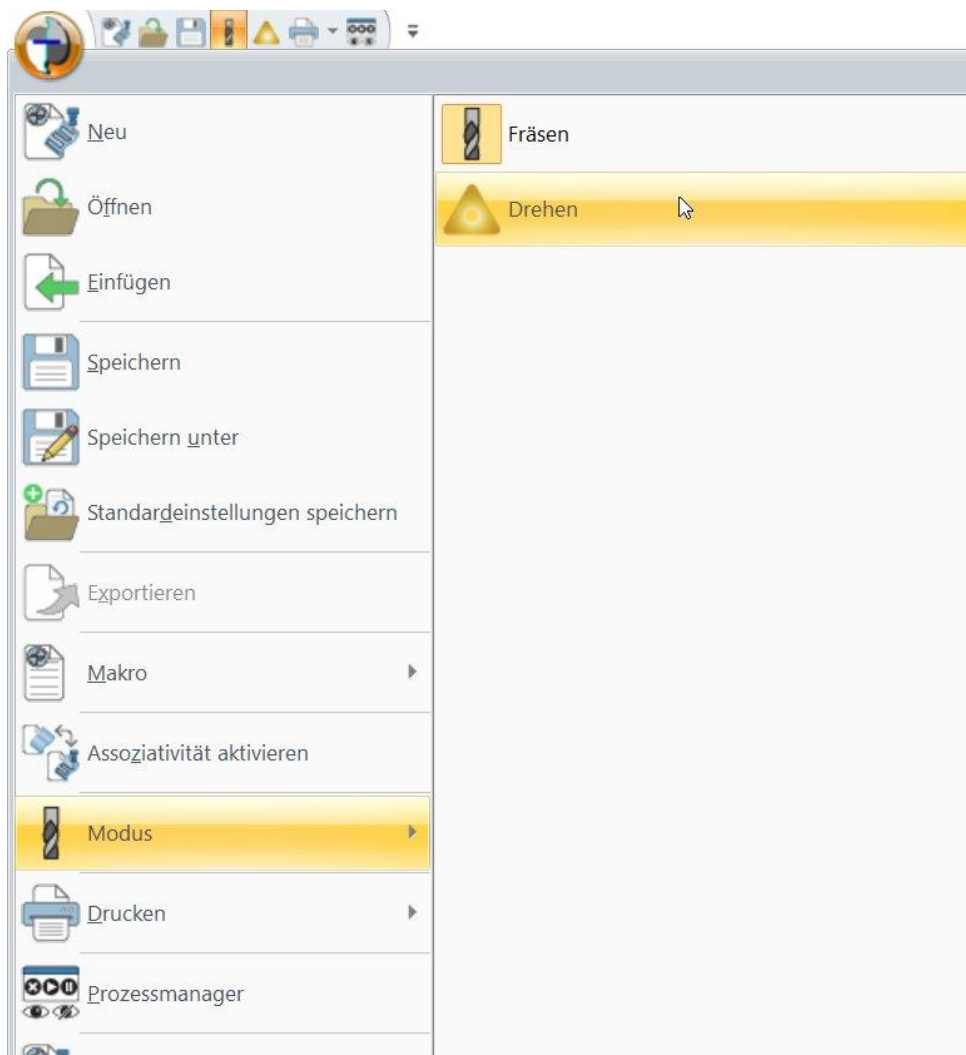 Neu
Öffnen
Einfügen
Speichern
Speichern unter
Standardeinstellungen speichern
Exportieren
Makro
Assoziativität aktivieren
Modus
Drucken
Prozessmanager
Fräsen
Drehen